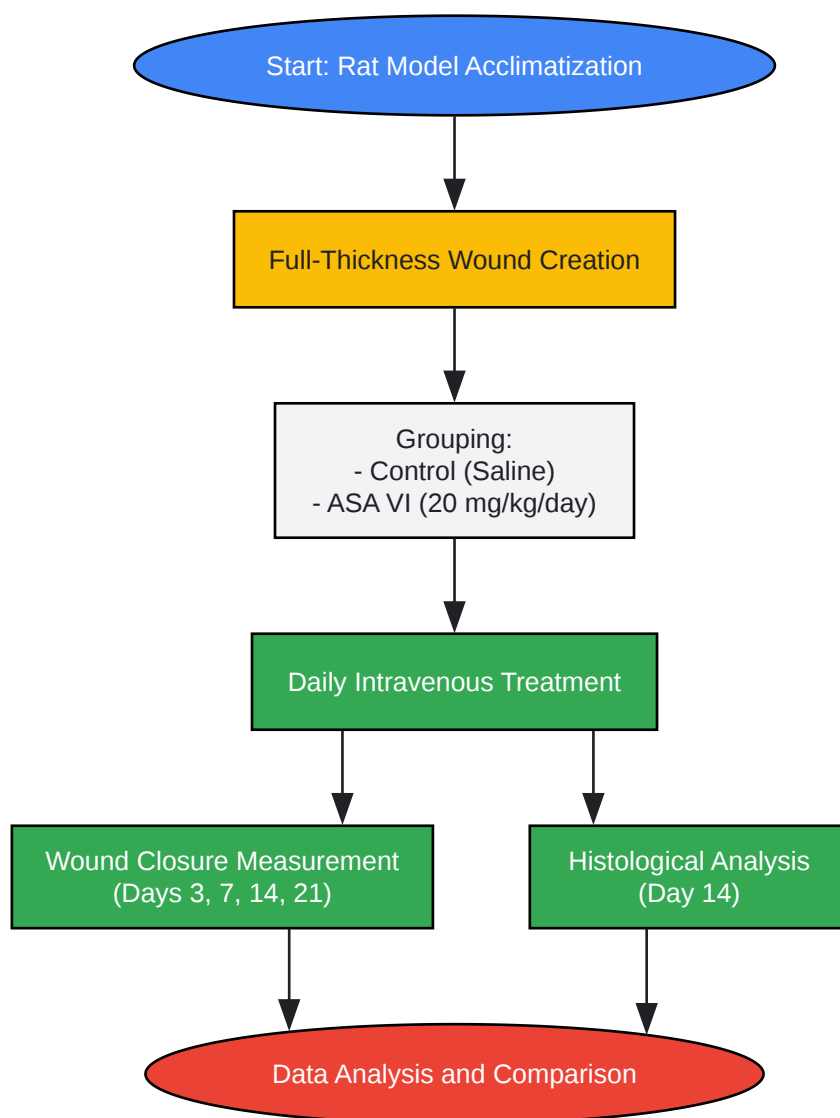 Start: Rat Model Acclimatization
Full-Thickness Wound Creation
Grouping:
- Control (Saline)
- ASA VI (20 mg/kg/day)
Daily Intravenous Treatment
Wound Closure Measurement
(Days 3, 7, 14, 21)
Histological Analysis
(Day 14)
Data Analysis and Comparison